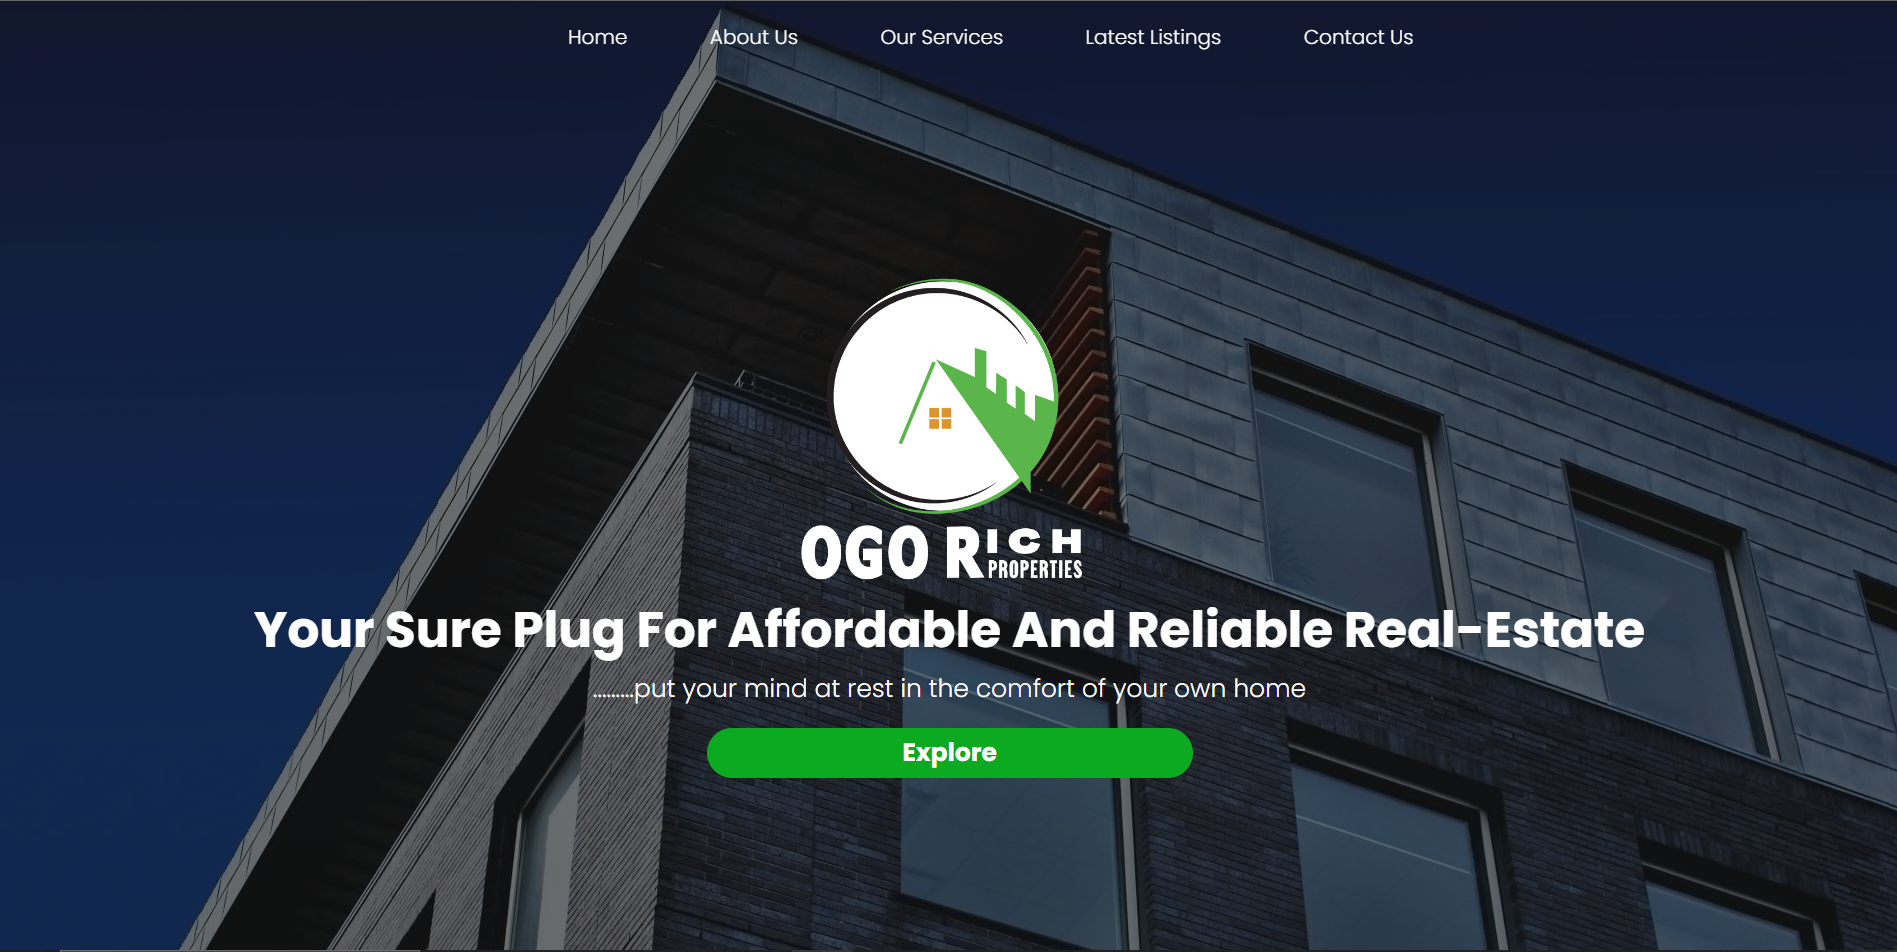 Home About Us Our Services Latest Listings Contact Us
OGO RICH
PROPERTIES
Your Sure Plug For Affordable And Reliable Real-Estate
.........put your mind at rest in the comfort of your own home
Explore